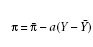 π = π̄ − a(Y − Ȳ)